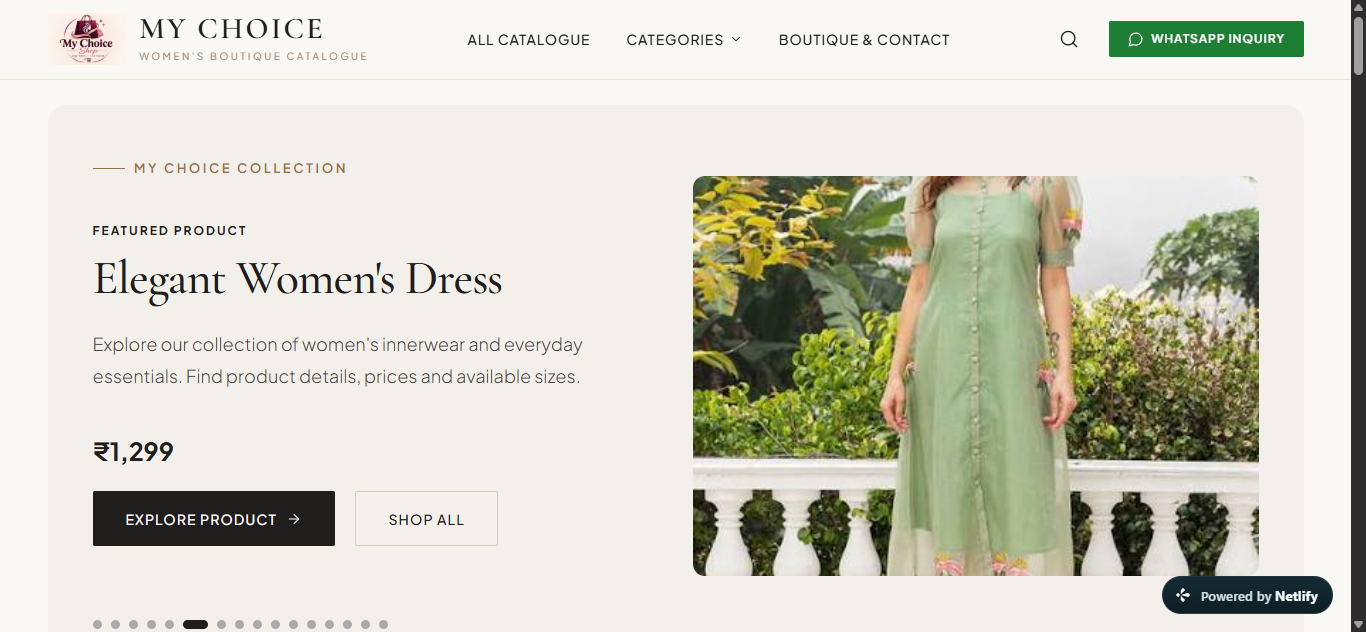 My Choice
Shop
MY CHOICE
WOMEN'S BOUTIQUE CATALOGUE
ALL CATALOGUE
CATEGORIES
BOUTIQUE & CONTACT
WHATSAPP INQUIRY
MY CHOICE COLLECTION
FEATURED PRODUCT
Elegant Women's Dress
Explore our collection of women's innerwear and everyday
essentials. Find product details, prices and available sizes.
₹1,299
EXPLORE PRODUCT
SHOP ALL
Powered by Netlify